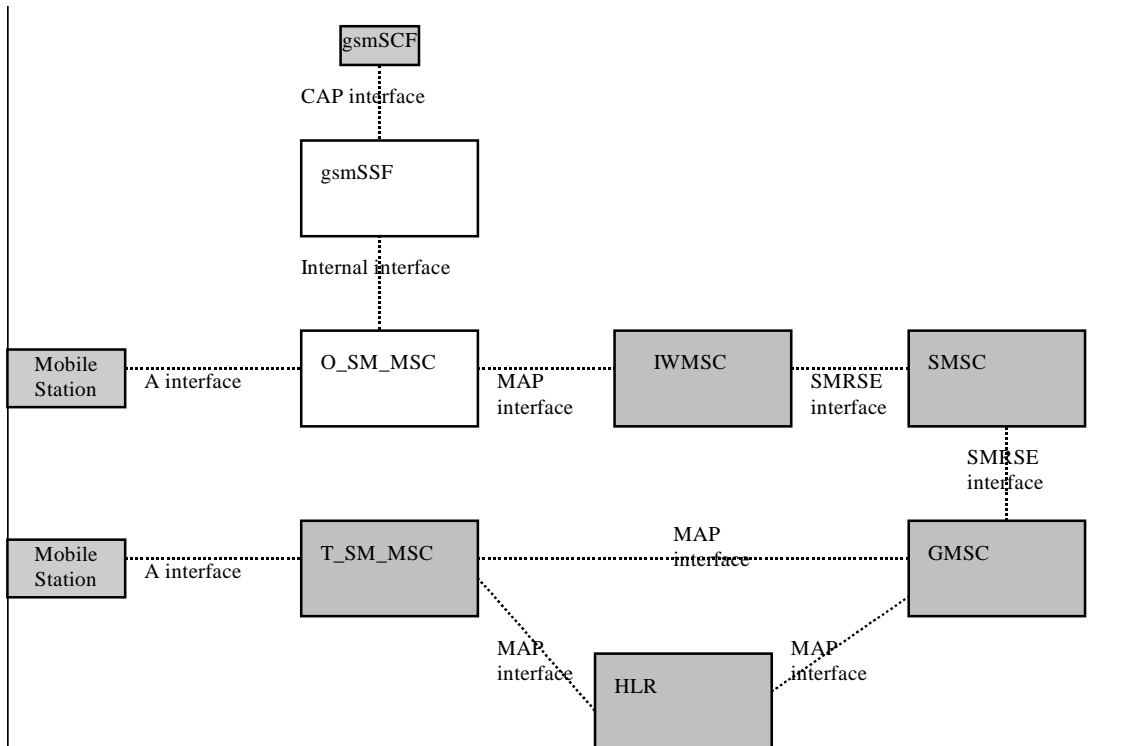 gsmSCF
CAP interface
gsmSSF
Internal interface
Mobile
Station
A interface
O_SM_MSC
MAP
interface
IWMSC
SMRSE
interface
SMSC
SMRSE
interface
Mobile
Station
A interface
T_SM_MSC
MAP
interface
GMSC
MAP
interface
HLR
MAP
interface